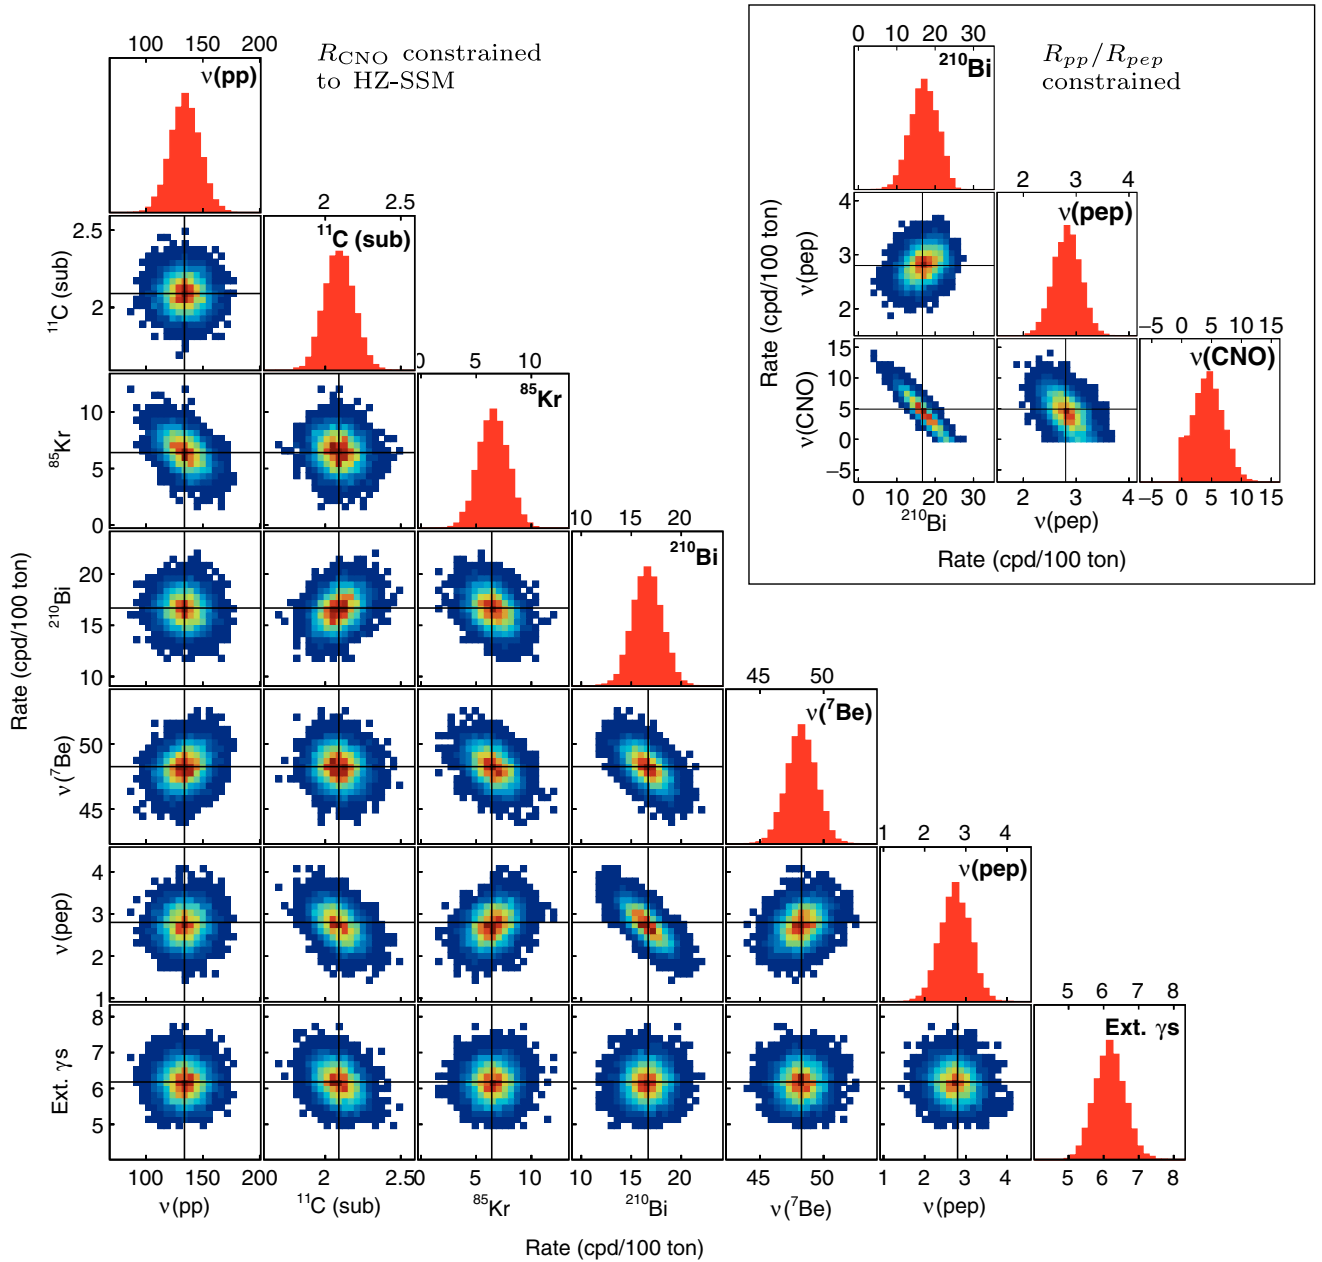 100 150 200
ν(pp)
R_CNO constrained
to HZ-SSM
2 2.5
¹¹C (sub)
2.5
2
¹¹C (sub)
0 5 10
⁸⁵Kr
10
5
0
⁸⁵Kr
10 15 20
²¹⁰Bi
20
15
10
²¹⁰Bi
45 50
ν(⁷Be)
50
45
ν(⁷Be)
1 2 3 4
ν(pep)
4
3
2
1
ν(pep)
5 6 7 8
Ext. γs
8
7
6
5
Ext. γs
100 150 200
2 2.5
0 5 10
10 15 20
45 50
1 2 3 4
5 6 7 8
ν(pp)
¹¹C (sub)
⁸⁵Kr
²¹⁰Bi
ν(⁷Be)
ν(pep)
Rate (cpd/100 ton)
Rate (cpd/100 ton)
0 10 20 30
²¹⁰Bi
R_pp/R_pep
constrained
2 3 4
ν(pep)
4
3
2
ν(pep)
−5 0 5 10 15
ν(CNO)
15
10
5
0
−5
ν(CNO)
0 10 20 30
2 3 4
−5 0 5 10 15
²¹⁰Bi
ν(pep)
Rate (cpd/100 ton)
Rate (cpd/100 ton)